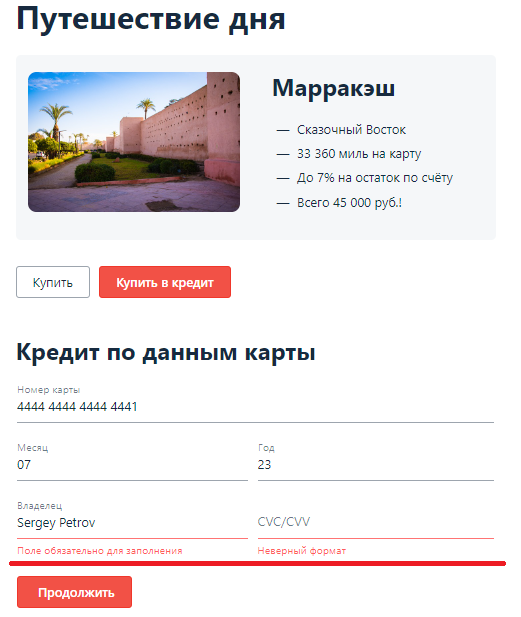 Путешествие дня
Марракэш
— Сказочный Восток
— 33 360 миль на карту
— До 7% на остаток по счёту
— Всего 45 000 руб.!
Купить
Купить в кредит
Кредит по данным карты
Номер карты
4444 4444 4444 4441
Месяц
Год
07
23
Владелец
Sergey Petrov
CVC/CVV
Поле обязательно для заполнения
Неверный формат
Продолжить